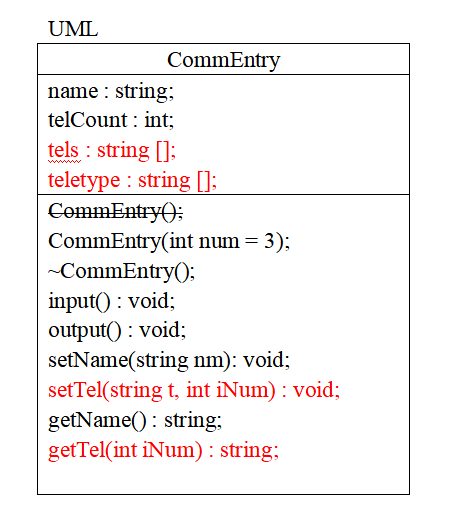 UML
CommEntry
name : string;
telCount : int;
tels : string [];
teletype : string [];
CommEntry();
CommEntry(int num = 3);
~CommEntry();
input() : void;
output() : void;
setName(string nm): void;
setTel(string t, int iNum) : void;
getName() : string;
getTel(int iNum) : string;